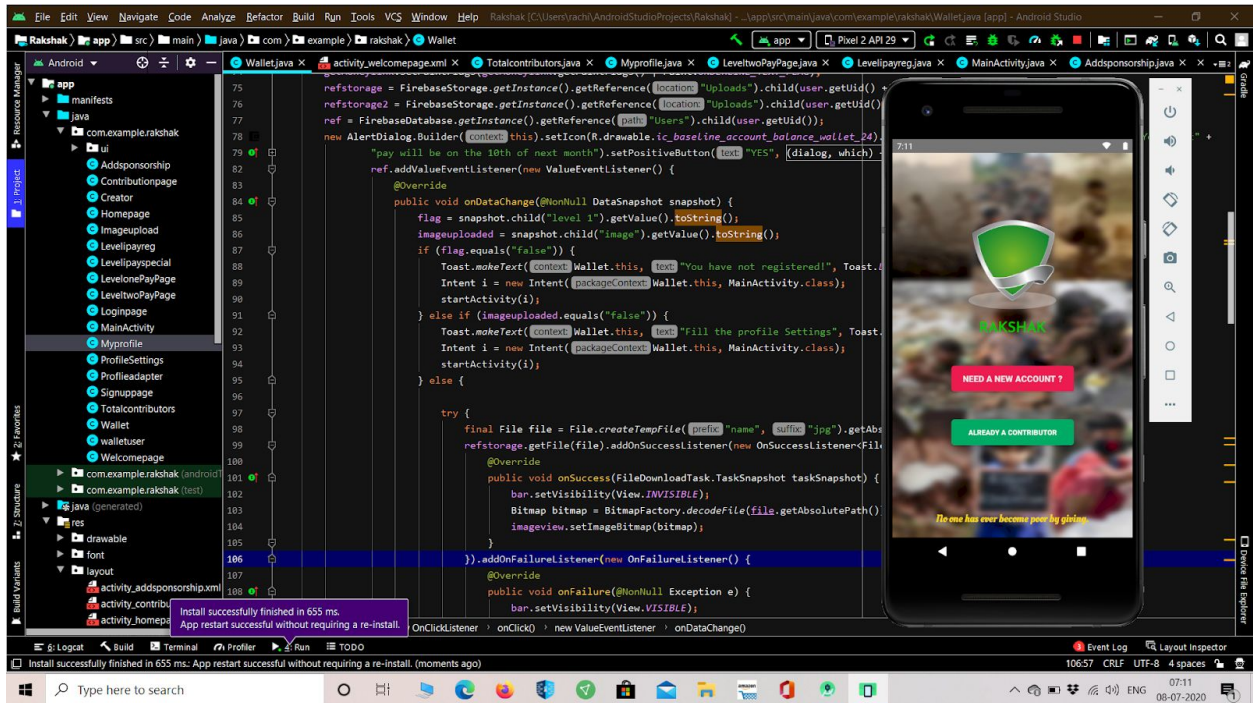 File Edit View Navigate Code Analyze Refactor Build Run Tools VCS Window Help Rakshak [C:\Users\rachi\AndroidStudioProjects\Rakshak] - ...\app\src\main\java\com\example\rakshak\Wallet.java [app] - Android Studio
Rakshak app src main java com example rakshak Wallet app Pixel 2 API 29
Android Wallet.java activity_welcomepage.xml Totalcontributors.java Myprofile.java LeveltwoPayPage.java Levelipayreg.java MainActivity.java Addsponsorship.java
Resource Manager
1: Project
2: Favorites
7: Structure
Build Variants
Gradle
Device File Explorer
app
manifests
java
com.example.rakshak
ui
Addsponsorship
Contributionpage
Creator
Homepage
Imageupload
Levelipayreg
Levelipayspecial
LevelonePayPage
LeveltwoPayPage
Loginpage
MainActivity
Myprofile
ProfileSettings
Proflieadapter
Signuppage
Totalcontributors
Wallet
walletuser
Welcomepage
com.example.rakshak (androidT
com.example.rakshak (test)
java (generated)
res
drawable
font
layout
activity_addsponsorship.xml
activity_contribu
activity_homepa
75 refstorage = FirebaseStorage.getInstance().getReference( location: "Uploads").child(user.getUid() +
76 refstorage2 = FirebaseStorage.getInstance().getReference( location: "Uploads").child(user.getUid()
77 ref = FirebaseDatabase.getInstance().getReference( path: "Users").child(user.getUid());
78 new AlertDialog.Builder( context: this).setIcon(R.drawable.ic_baseline_account_balance_wallet_24).
79 "pay will be on the 10th of next month").setPositiveButton( text: "YES", (dialog, which)
82 ref.addValueEventListener(new ValueEventListener() {
83 @Override
84 public void onDataChange(@NonNull DataSnapshot snapshot) {
85 flag = snapshot.child("level 1").getValue().toString();
86 imageuploaded = snapshot.child("image").getValue().toString();
87 if (flag.equals("false")) {
88 Toast.makeText( context: Wallet.this, text: "You have not registered!", Toast.
89 Intent i = new Intent( packageContext: Wallet.this, MainActivity.class);
90 startActivity(i);
91 } else if (imageuploaded.equals("false")) {
92 Toast.makeText( context: Wallet.this, text: "Fill the profile Settings", Toast.
93 Intent i = new Intent( packageContext: Wallet.this, MainActivity.class);
94 startActivity(i);
95 } else {
96
97 try {
98 final File file = File.createTempFile( prefix: "name", suffix: "jpg").getAbs
99 refstorage.getFile(file).addOnSuccessListener(new OnSuccessListener<File
100 @Override
101 public void onSuccess(FileDownloadTask.TaskSnapshot taskSnapshot) {
102 bar.setVisibility(View.INVISIBLE);
103 Bitmap bitmap = BitmapFactory.decodeFile(file.getAbsolutePath()
104 imageview.setImageBitmap(bitmap);
105 }
106 }).addOnFailureListener(new OnFailureListener() {
107 @Override
108 public void onFailure(@NonNull Exception e) {
bar.setVisibility(View.VISIBLE);
OnClickListener onClick() new ValueEventListener onDataChange()
7:11
RAKSHAK
NEED A NEW ACCOUNT ?
ALREADY A CONTRIBUTOR
No one has ever become poor by giving.
Install successfully finished in 655 ms.
App restart successful without requiring a re-install.
6: Logcat Build Terminal Profiler 4: Run TODO 3 Event Log Layout Inspector
Install successfully finished in 655 ms.: App restart successful without requiring a re-install. (moments ago) 106:57 CRLF UTF-8 4 spaces
Type here to search ENG 07:11
08-07-2020